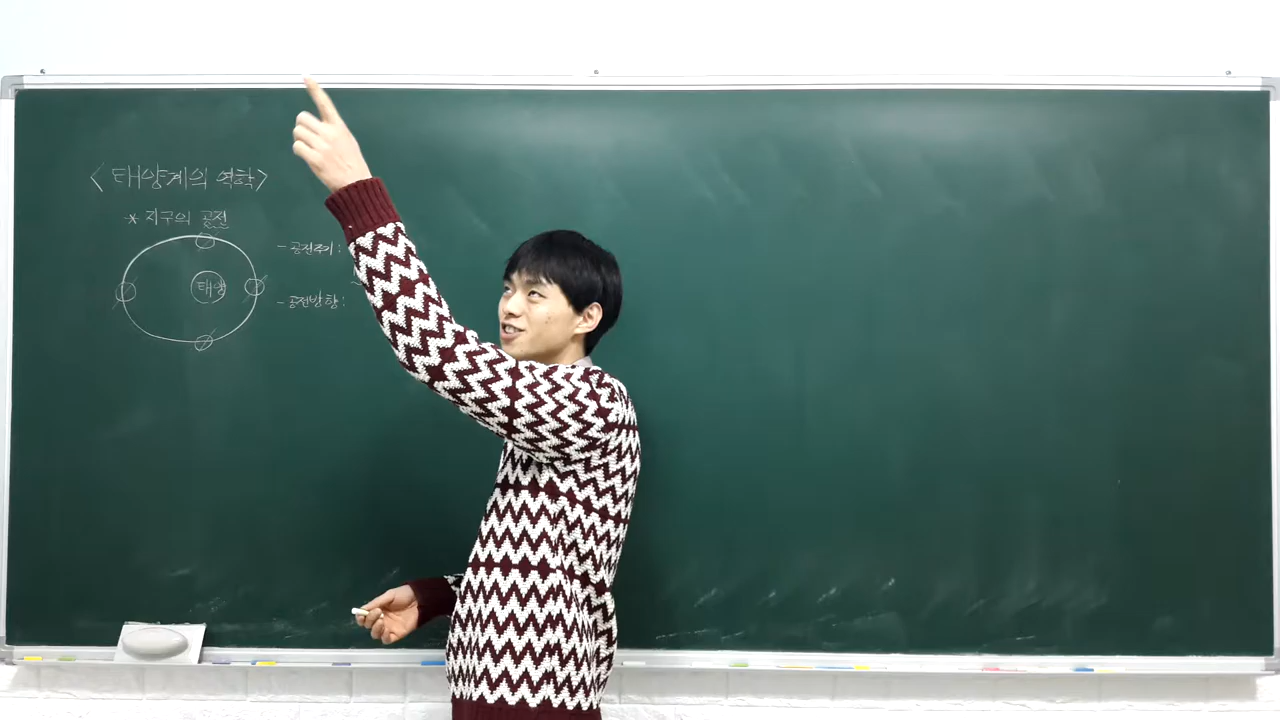 <태양계의 역학>
* 지구의 공전
태양
- 공전주기:
- 공전방향: